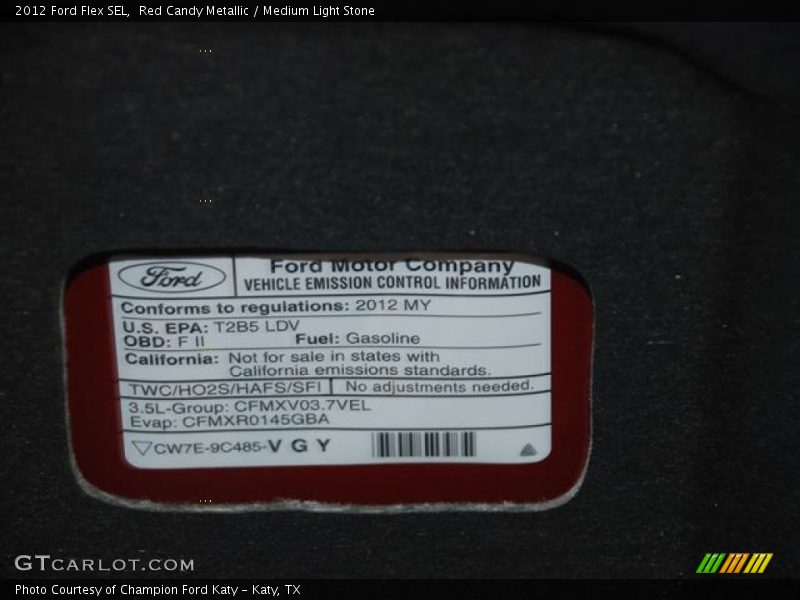 2012 Ford Flex SEL, Red Candy Metallic / Medium Light Stone
Ford
Ford Motor Company
VEHICLE EMISSION CONTROL INFORMATION
Conforms to regulations: 2012 MY
U.S. EPA: T2B5 LDV
OBD: F II Fuel: Gasoline
California: Not for sale in states with
California emissions standards.
TWC/HO2S/HAFS/SFI No adjustments needed.
3.5L-Group: CFMXV03.7VEL
Evap: CFMXR0145GBA
CW7E-9C485-V G Y
GTCARLOT.COM
Photo Courtesy of Champion Ford Katy – Katy, TX